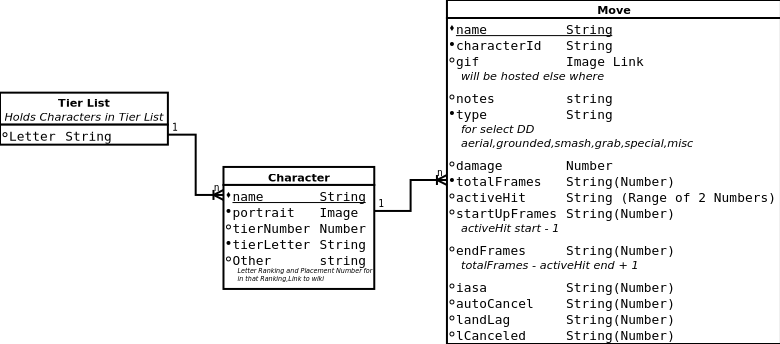 Tier List
Holds Characters in Tier List
Letter String
1
n
Character
name String
portrait Image
tierNumber Number
tierLetter String
Other string
Letter Ranking and Placement Number for
in that Ranking,Link to wiki
1
n
Move
name String
characterId String
gif Image Link
will be hosted else where
notes string
type String
for select DD
aerial,grounded,smash,grab,special,misc
damage Number
totalFrames String(Number)
activeHit String (Range of 2 Numbers)
startUpFrames String(Number)
activeHit start - 1
endFrames String(Number)
totalFrames - activeHit end + 1
iasa String(Number)
autoCancel String(Number)
landLag String(Number)
lCanceled String(Number)